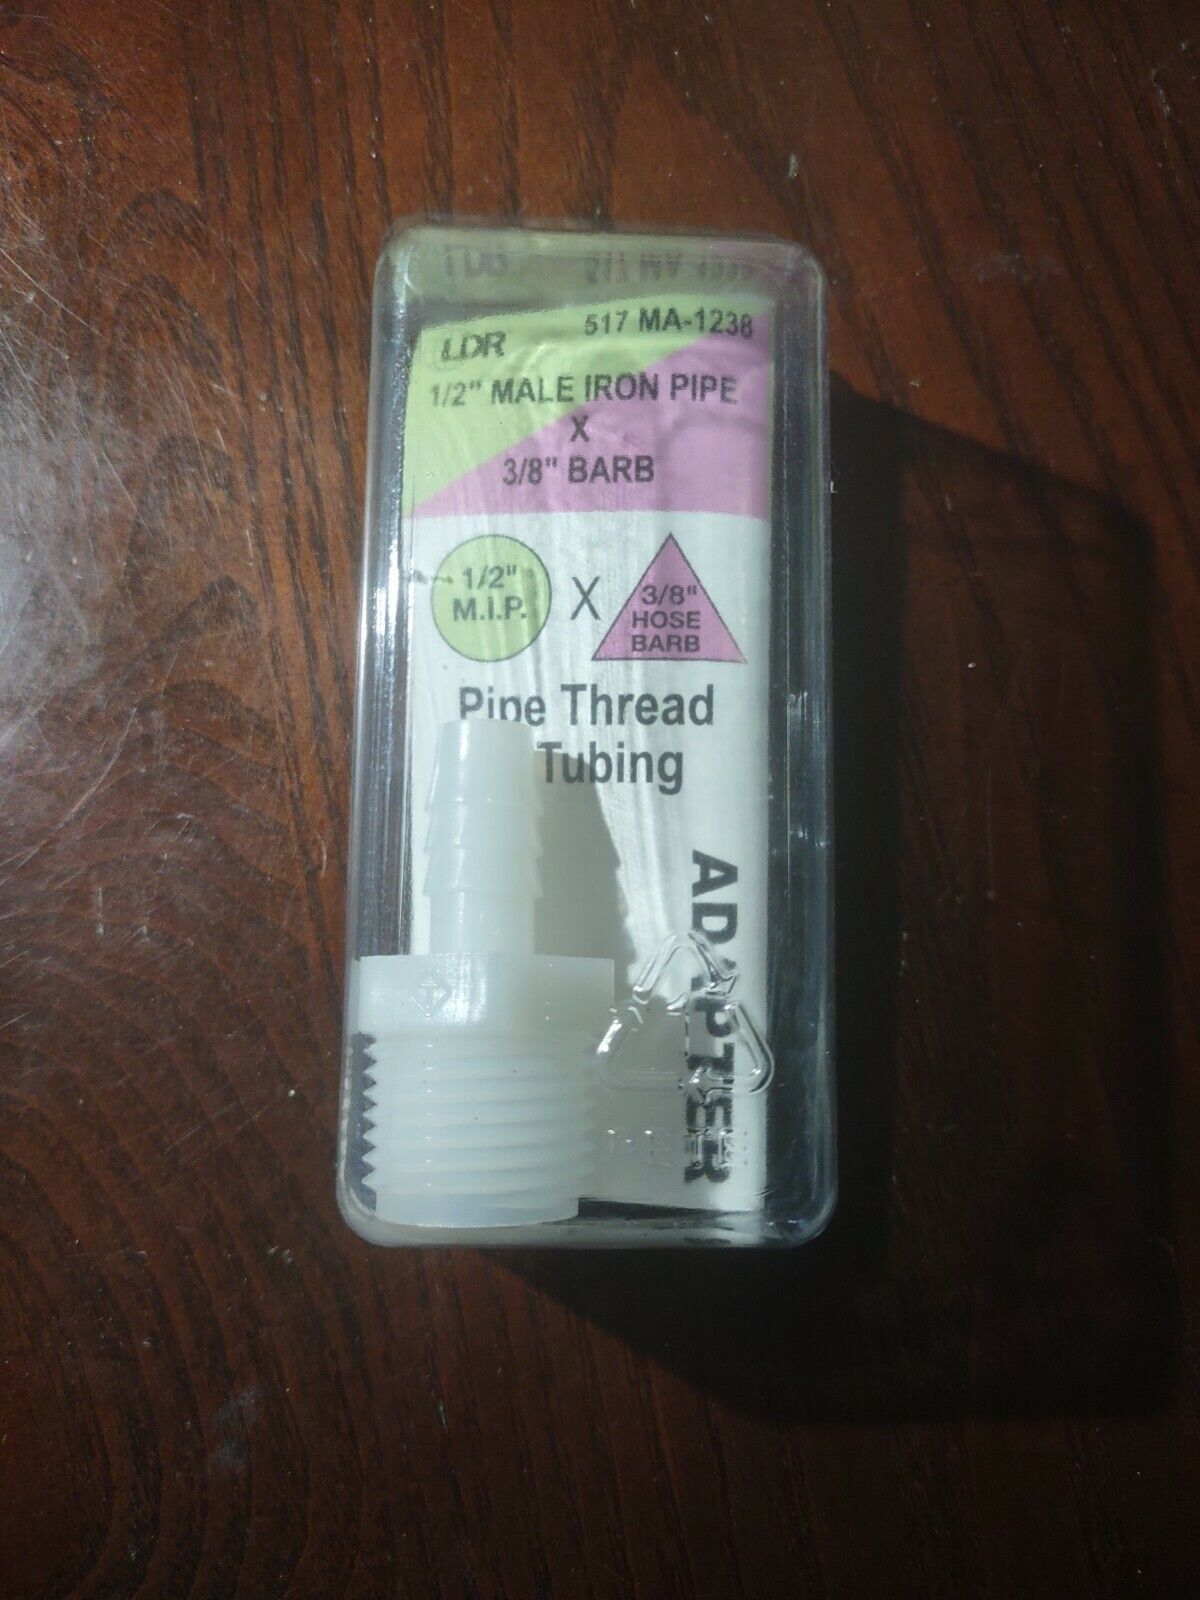 LDR 517 MA-1238
1/2" MALE IRON PIPE
X
3/8" BARB
1/2"
M.I.P.
X
3/8"
HOSE
BARB
Pipe Thread
Tubing
ADAPTER